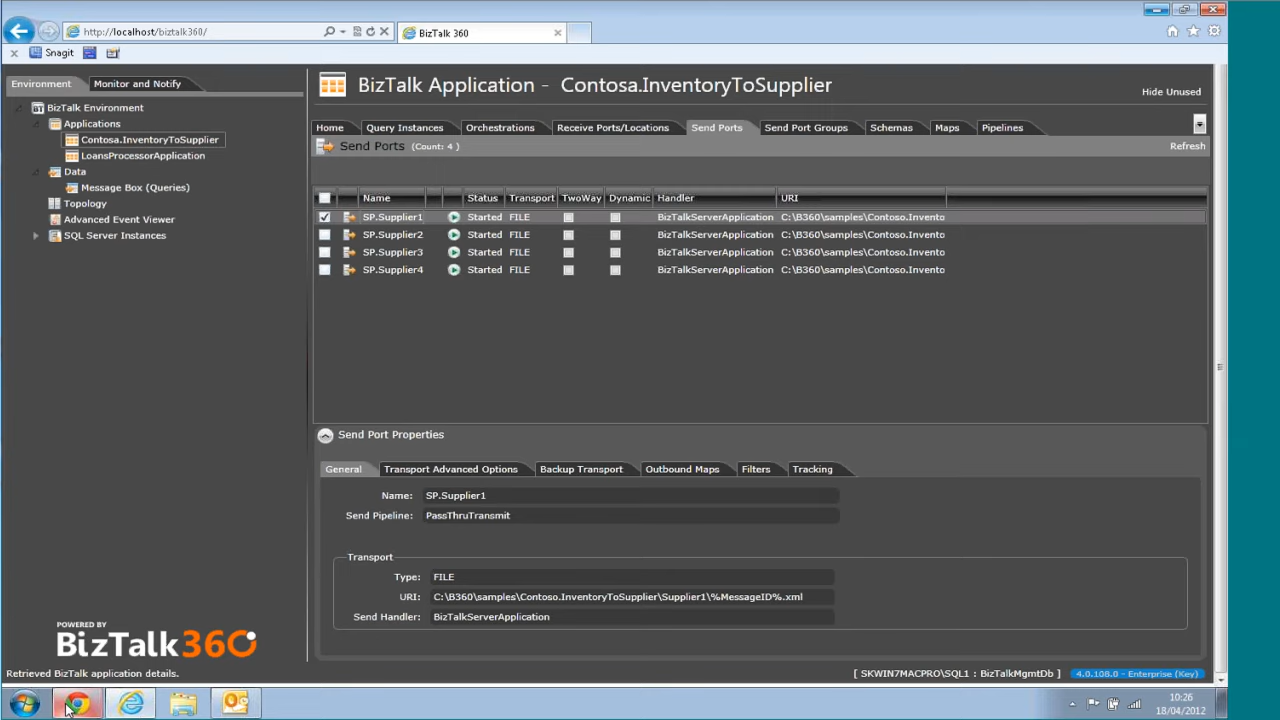 http://localhost/biztalk360/
BizTalk 360
Snagit
Environment
Monitor and Notify
BizTalk Environment
Applications
Contosa.InventoryToSupplier
LoansProcessorApplication
Data
Message Box (Queries)
Topology
Advanced Event Viewer
SQL Server Instances
POWERED BY
BizTalk360
BizTalk Application - Contosa.InventoryToSupplier
Hide Unused
Home Query Instances Orchestrations Receive Ports/Locations Send Ports Send Port Groups Schemas Maps Pipelines
Send Ports (Count: 4 )
Refresh
Name Status Transport TwoWay Dynamic Handler URI
SP.Supplier1 Started FILE BizTalkServerApplication C:\B360\samples\Contoso.Invento
SP.Supplier2 Started FILE BizTalkServerApplication C:\B360\samples\Contoso.Invento
SP.Supplier3 Started FILE BizTalkServerApplication C:\B360\samples\Contoso.Invento
SP.Supplier4 Started FILE BizTalkServerApplication C:\B360\samples\Contoso.Invento
Send Port Properties
General Transport Advanced Options Backup Transport Outbound Maps Filters Tracking
Name: SP.Supplier1
Send Pipeline: PassThruTransmit
Transport
Type: FILE
URI: C:\B360\samples\Contoso.InventoryToSupplier\Supplier1\%MessageID%.xml
Send Handler: BizTalkServerApplication
Retrieved BizTalk application details.
[ SKWIN7MACPRO\SQL1 : BizTalkMgmtDb ]
4.0.108.0 - Enterprise (Key)
10:26
18/04/2012